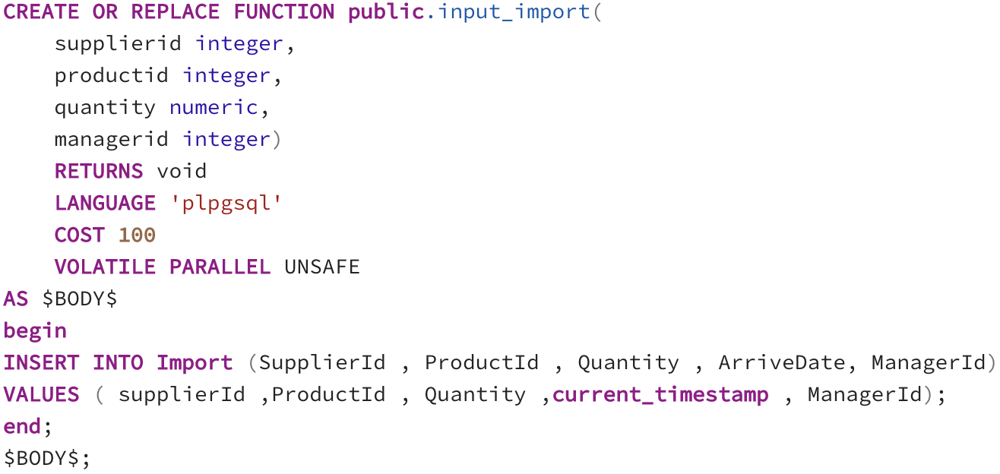 CREATE OR REPLACE FUNCTION public.input_import(
    supplierid integer,
    productid integer,
    quantity numeric,
    managerid integer)
    RETURNS void
    LANGUAGE 'plpgsql'
    COST 100
    VOLATILE PARALLEL UNSAFE
AS $BODY$
begin
INSERT INTO Import (SupplierId , ProductId , Quantity , ArriveDate, ManagerId)
VALUES ( supplierId ,ProductId , Quantity ,current_timestamp , ManagerId);
end;
$BODY$;